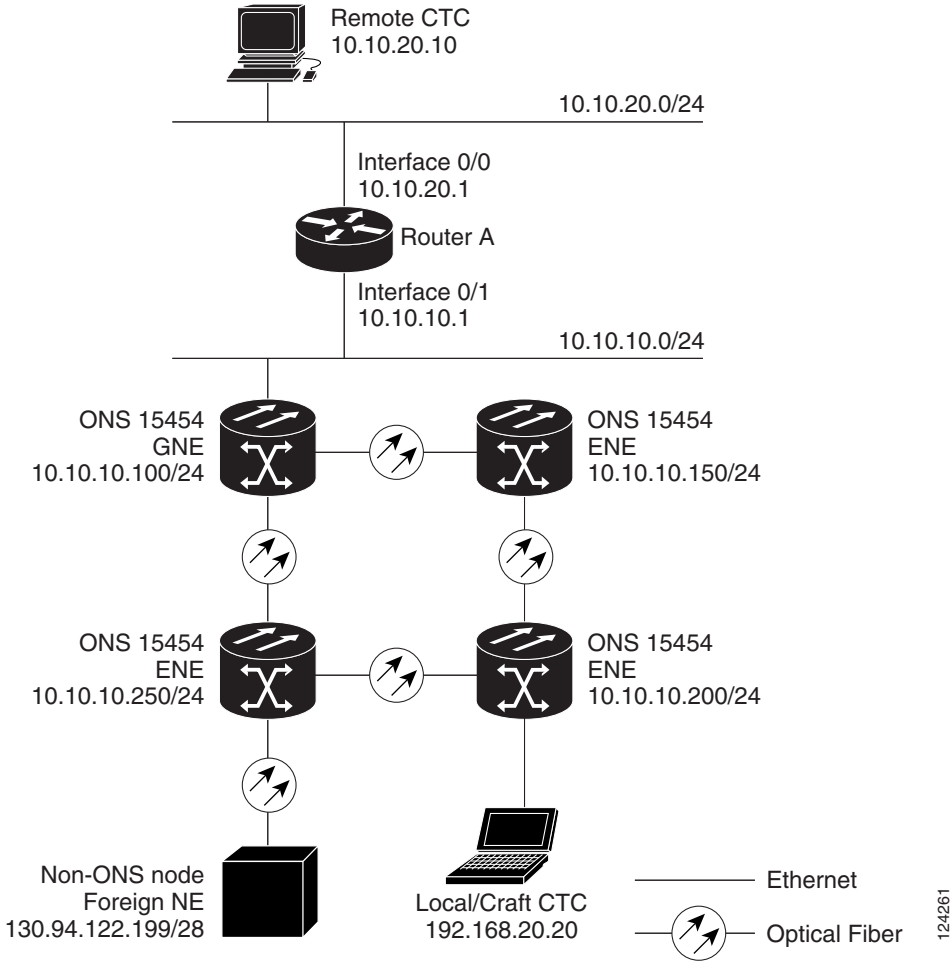 Remote CTC
10.10.20.10
10.10.20.0/24
Interface 0/0
10.10.20.1
Router A
Interface 0/1
10.10.10.1
10.10.10.0/24
ONS 15454
GNE
10.10.10.100/24
ONS 15454
ENE
10.10.10.150/24
ONS 15454
ENE
10.10.10.250/24
ONS 15454
ENE
10.10.10.200/24
Non-ONS node
Foreign NE
130.94.122.199/28
Local/Craft CTC
192.168.20.20
Ethernet
Optical Fiber
124261